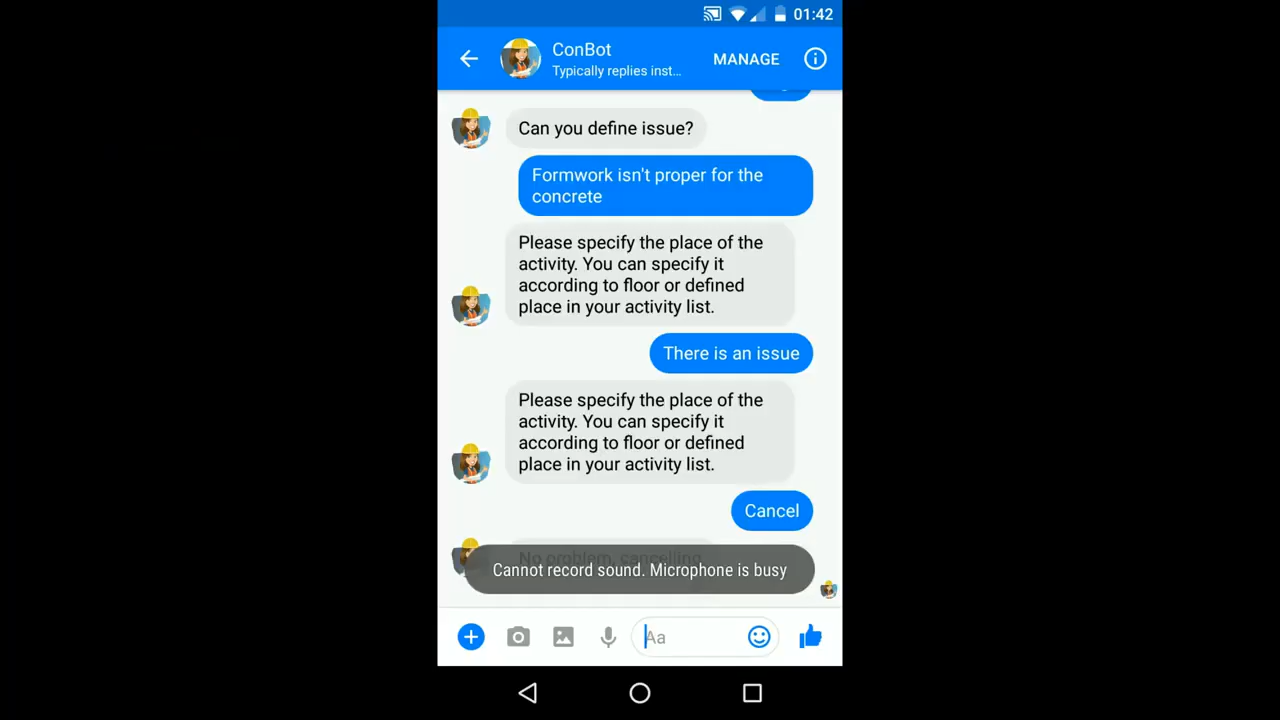 01:42
ConBot
Typically replies inst...
MANAGE
Can you define issue?
Formwork isn't proper for the
concrete
Please specify the place of the
activity. You can specify it
according to floor or defined
place in your activity list.
There is an issue
Please specify the place of the
activity. You can specify it
according to floor or defined
place in your activity list.
Cancel
No problem, cancelling
Cannot record sound. Microphone is busy
Aa